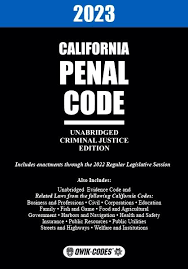 2023
CALIFORNIA
PENAL
CODE
UNABRIDGED
CRIMINAL JUSTICE
EDITION
Includes enactments through the 2022 Regular Legislative Session
Also Includes:
Unabridged Evidence Code and
Related Laws from the following California Codes:
Business and Professions • Civil • Corporations • Education
Family • Fish and Game • Food and Agricultural
Government • Harbors and Navigation • Health and Safety
Insurance • Public Resources • Public Utilities
Streets and Highways • Welfare and Institutions
QWIK-CODES